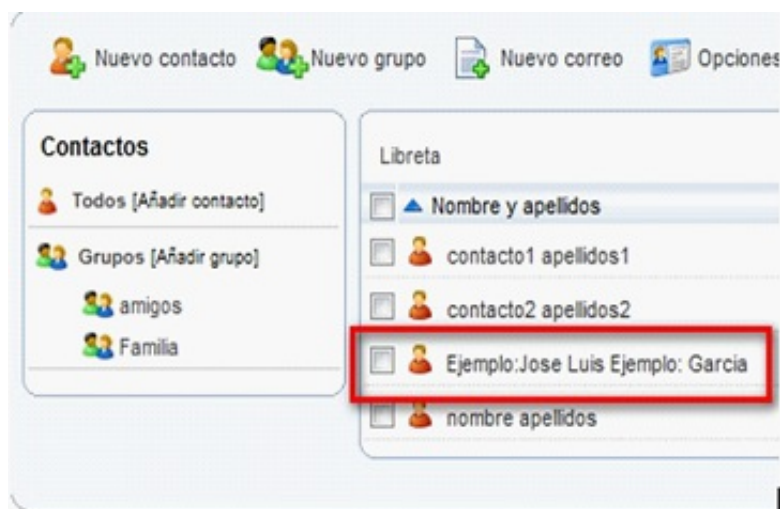 Nuevo contacto Nuevo grupo Nuevo correo Opciones
Contactos
Todos [Añadir contacto]
Grupos [Añadir grupo]
amigos
Familia
Libreta
Nombre y apellidos
contacto1 apellidos1
contacto2 apellidos2
Ejemplo:Jose Luis Ejemplo: Garcia
nombre apellidos